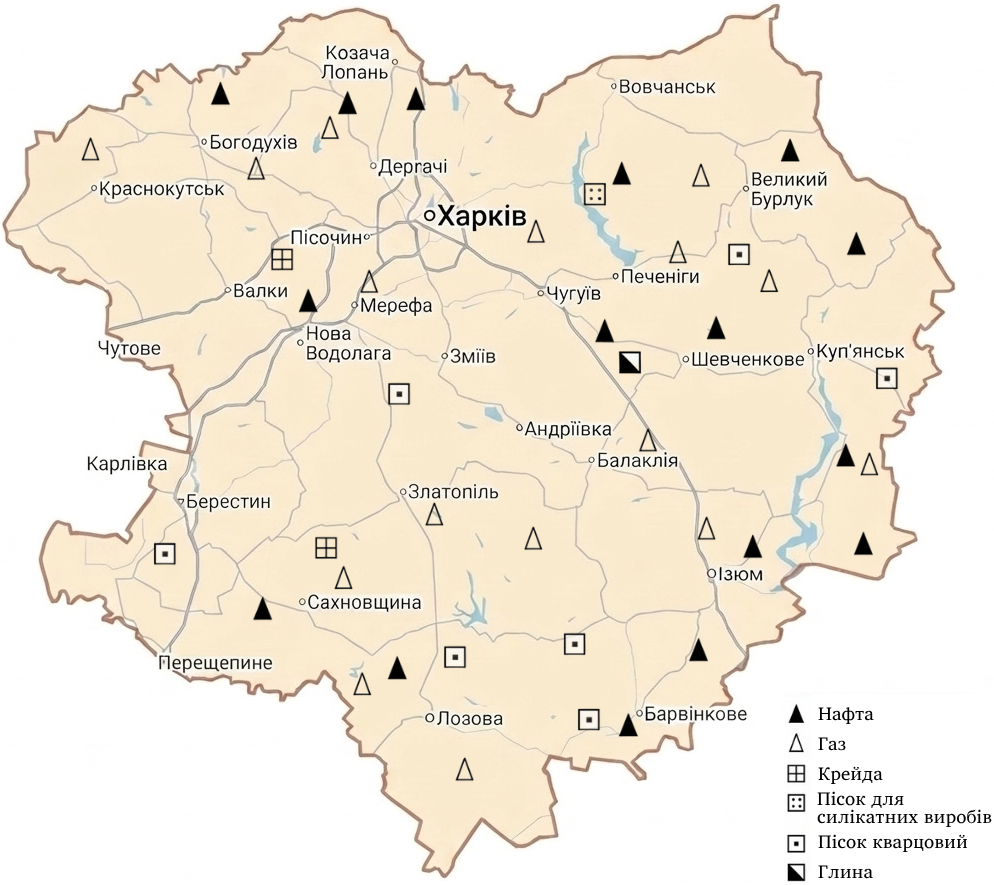 Козача
Лопань
Вовчанськ
Богодухів
Дергачі
Краснокутськ
Великий
Бурлук
Харків
Пісочин
Печеніги
Валки
Чугуїв
Мерефа
Нова
Водолага
Чутове
Зміїв
Шевченкове
Куп'янськ
Андріївка
Карлівка
Балаклія
Берестин
Златопіль
Ізюм
Сахновщина
Перещепине
Лозова
Барвінкове
Нафта
Газ
Крейда
Пісок для
силікатних виробів
Пісок кварцовий
Глина